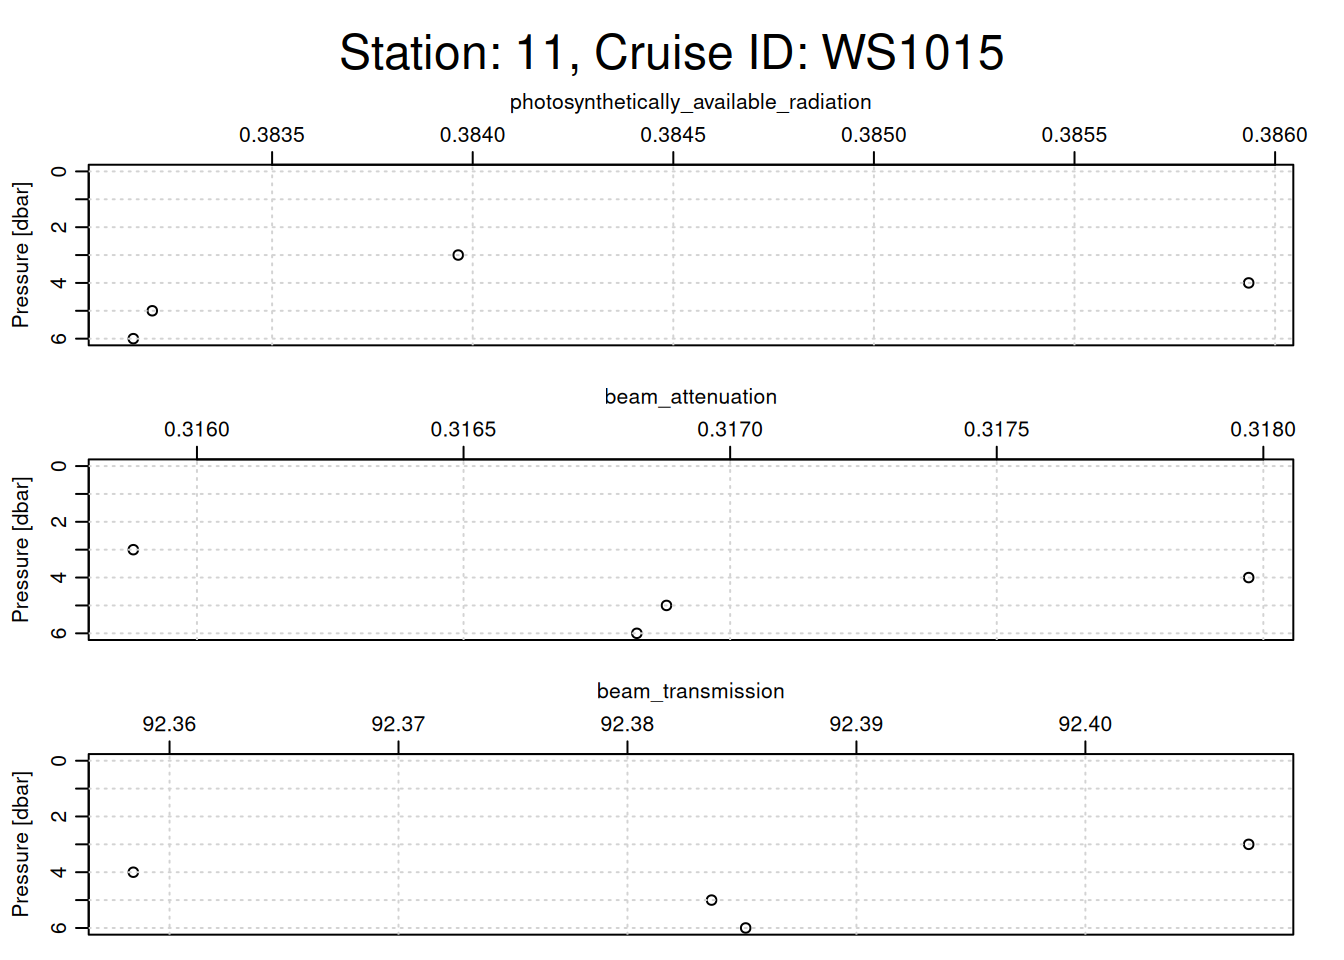 Station: 11, Cruise ID: WS1015
photosynthetically_available_radiation
0.3835 0.3840 0.3845 0.3850 0.3855 0.3860
Pressure [dbar]
0
2
4
6
beam_attenuation
0.3160 0.3165 0.3170 0.3175 0.3180
Pressure [dbar]
0
2
4
6
beam_transmission
92.36 92.37 92.38 92.39 92.40
Pressure [dbar]
0
2
4
6